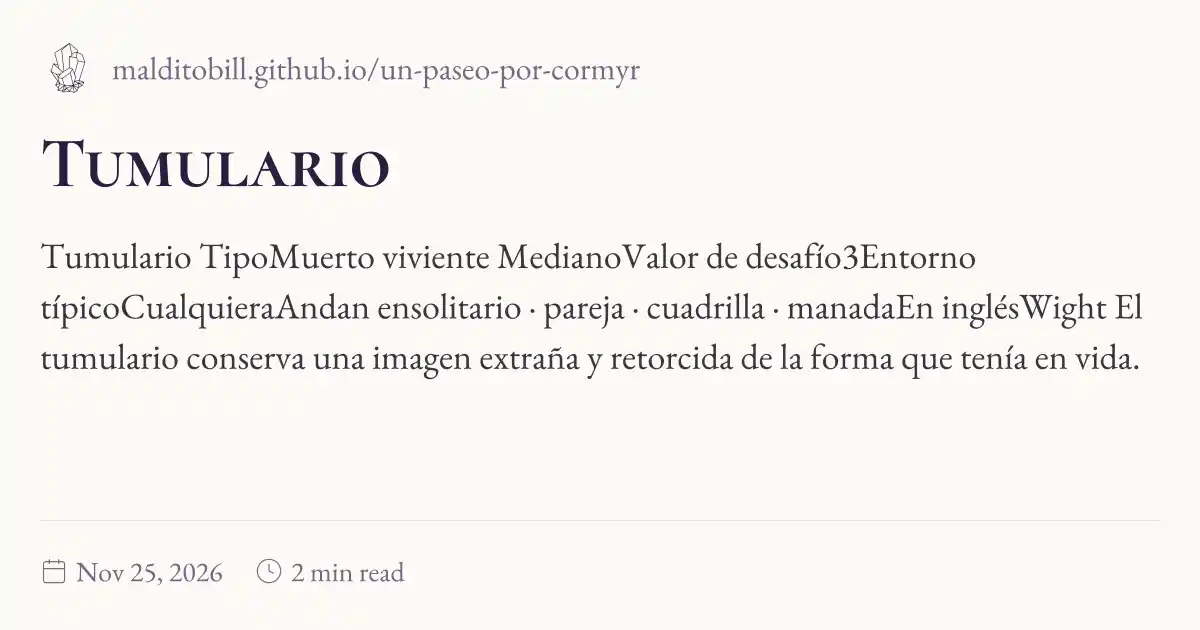 malditobill.github.io/un-paseo-por-cormyr
Tumulario
Tumulario TipoMuerto viviente MedianoValor de desafío3Entorno
típicoCualquieraAndan ensolitario · pareja · cuadrilla · manadaEn inglésWight El
tumulario conserva una imagen extraña y retorcida de la forma que tenía en vida.
Nov 25, 2026
2 min read